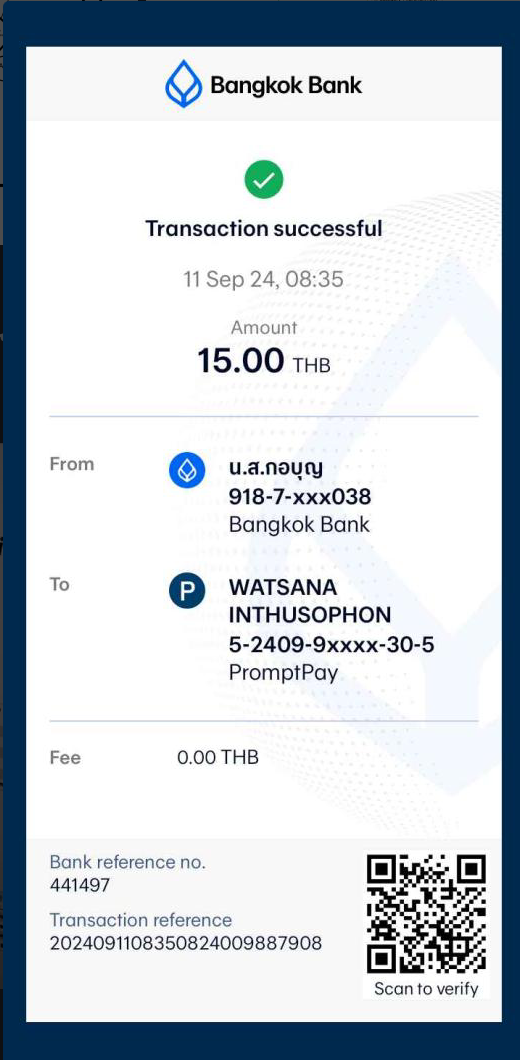 Bangkok Bank
Transaction successful
11 Sep 24, 08:35
Amount
15.00 THB
From
น.ส.กอบุญ
918-7-xxx038
Bangkok Bank
To
P
WATSANA
INTHUSOPHON
5-2409-9xxxx-30-5
PromptPay
Fee 0.00 THB
Bank reference no.
441497
Transaction reference
2024091108350824009887908
Scan to verify